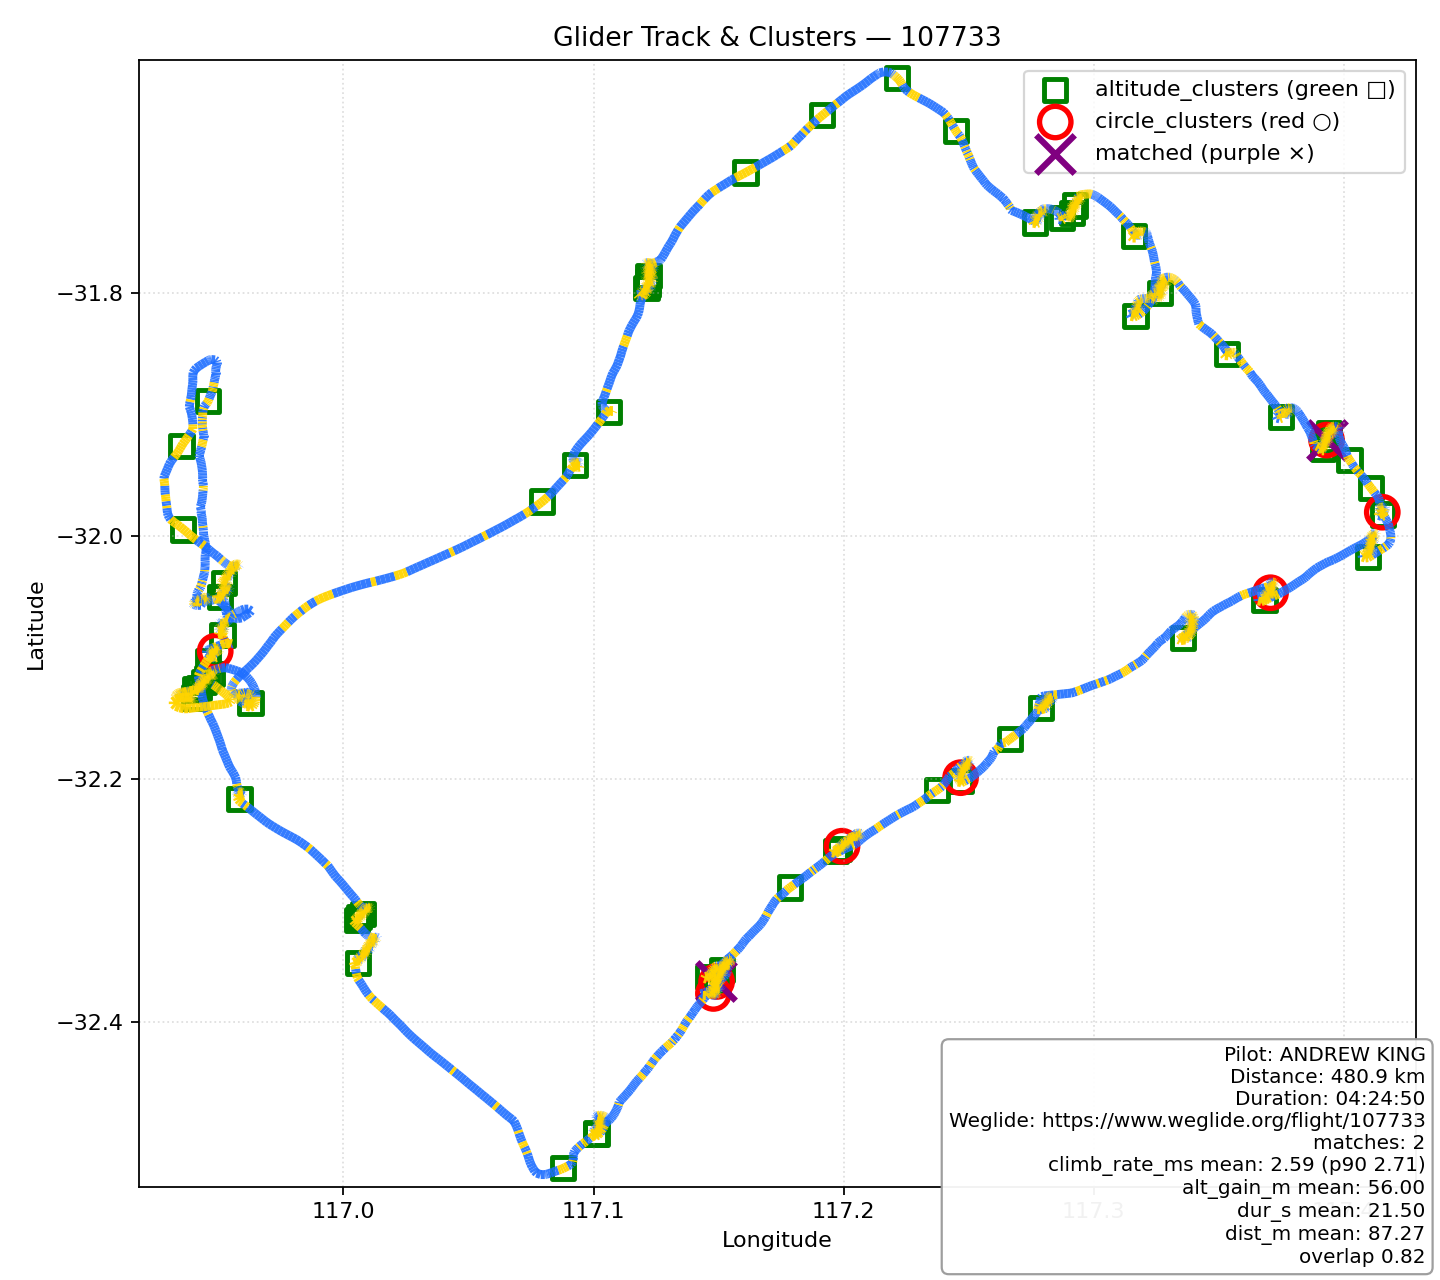 Glider Track & Clusters — 107733
altitude_clusters (green □)
circle_clusters (red ○)
matched (purple ×)
Latitude
−31.8
−32.0
−32.2
−32.4
117.0
117.1
117.2
117.3
Longitude
Pilot: ANDREW KING
Distance: 480.9 km
Duration: 04:24:50
Weglide: https://www.weglide.org/flight/107733
matches: 2
climb_rate_ms mean: 2.59 (p90 2.71)
alt_gain_m mean: 56.00
dur_s mean: 21.50
dist_m mean: 87.27
overlap 0.82